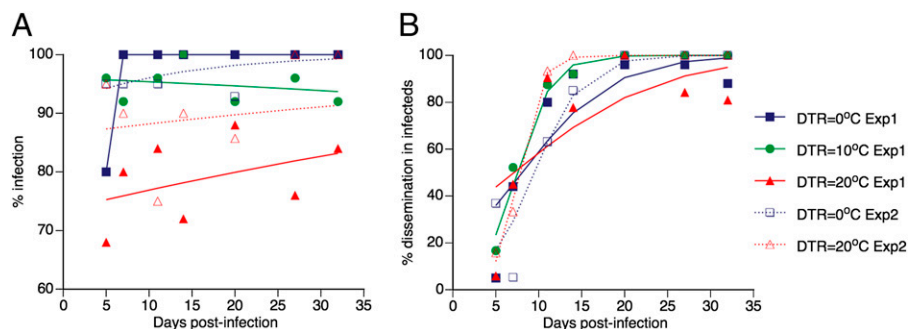 A
B
% infection
100
90
80
70
60
0 5 10 15 20 25 30 35
Days post-infection
% dissemination in infecteds
100
80
60
40
20
0
0 5 10 15 20 25 30 35
Days post-infection
DTR=0°C Exp1
DTR=10°C Exp1
DTR=20°C Exp1
DTR=0°C Exp2
DTR=20°C Exp2